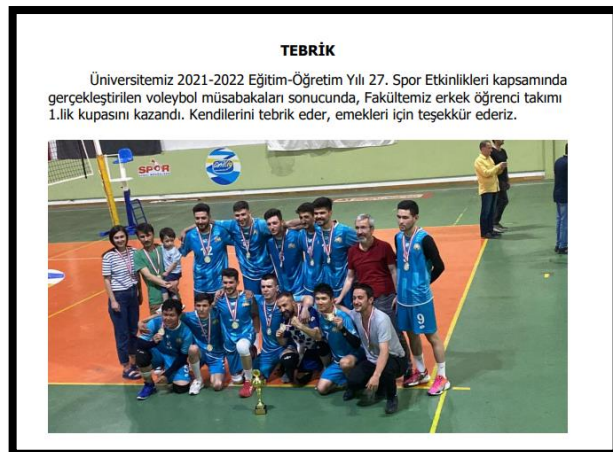 TEBRİK
Üniversitemiz 2021-2022 Eğitim-Öğretim Yılı 27. Spor Etkinlikleri kapsamında
gerçekleştirilen voleybol müsabakaları sonucunda, Fakültemiz erkek öğrenci takımı
1.lik kupasını kazandı. Kendilerini tebrik eder, emekleri için teşekkür ederiz.
SPOR
9